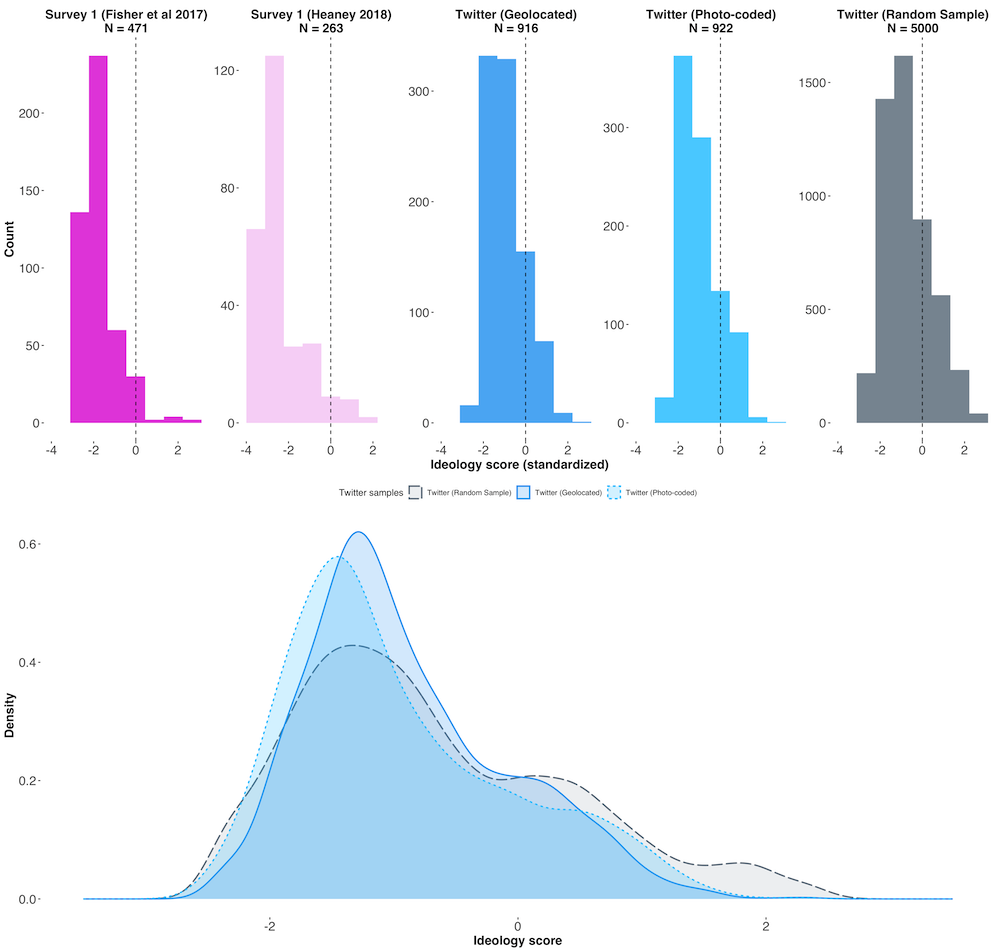 Survey 1 (Fisher et al 2017)
N = 471
Survey 1 (Heaney 2018)
N = 263
Twitter (Geolocated)
N = 916
Twitter (Photo-coded)
N = 922
Twitter (Random Sample)
N = 5000
Count
200
150
100
50
0
-4 -2 0 2
120
80
40
0
-4 -2 0 2
300
200
100
0
-4 -2 0 2
300
200
100
0
-4 -2 0 2
1500
1000
500
0
-4 -2 0 2
Ideology score (standardized)
Twitter samples Twitter (Random Sample) Twitter (Geolocated) Twitter (Photo-coded)
Density
0.6
0.4
0.2
0.0
-2 0 2
Ideology score